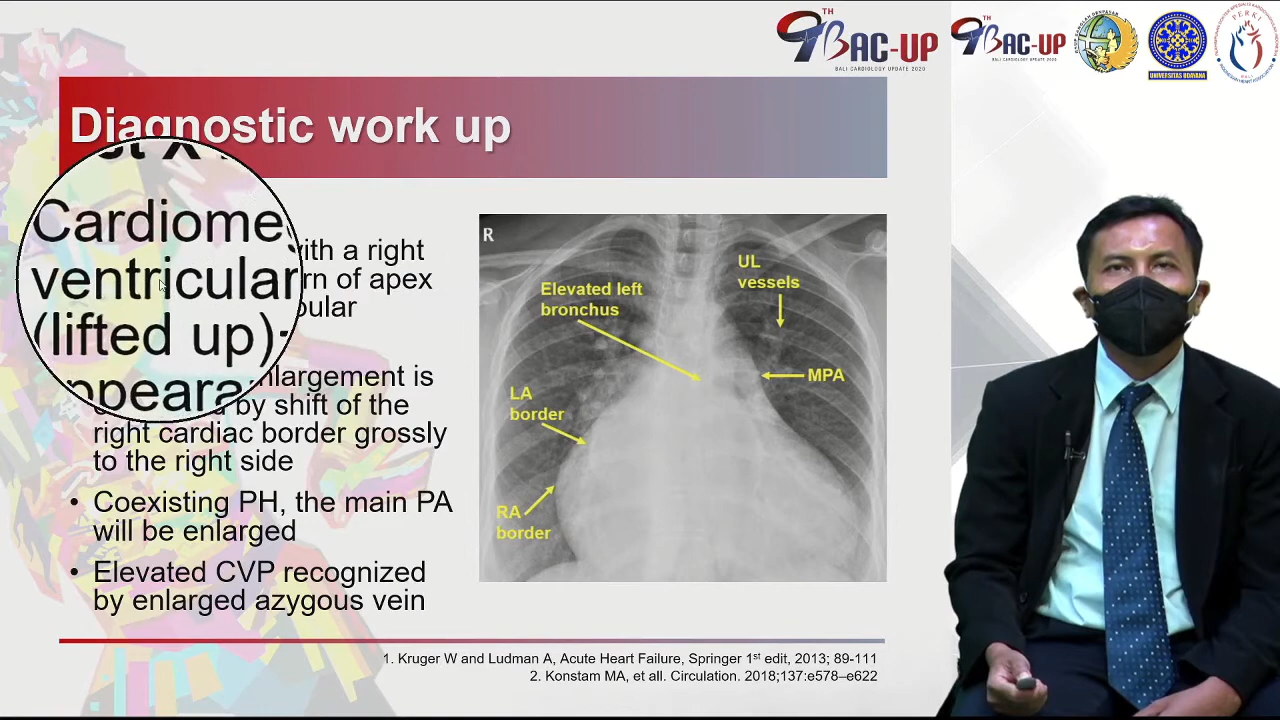 9TH BAC-UP
BALI CARDIOLOGY UPDATE 2020
9TH BAC-UP
BALI CARDIOLOGY UPDATE 2020
UNIVERSITAS UDAYANA
PERKI
BALI
Diagnostic work up
st X
Cardiome
ventricular
(lifted up)-
ppeara
with a right
rn of apex
bular
nlargement is
by shift of the
right cardiac border grossly
to the right side
• Coexisting PH, the main PA
will be enlarged
• Elevated CVP recognized
by enlarged azygous vein
R
UL
vessels
Elevated left
bronchus
MPA
LA
border
RA
border
1. Kruger W and Ludman A, Acute Heart Failure, Springer 1st edit, 2013; 89-111
2. Konstam MA, et all. Circulation. 2018;137:e578–e622